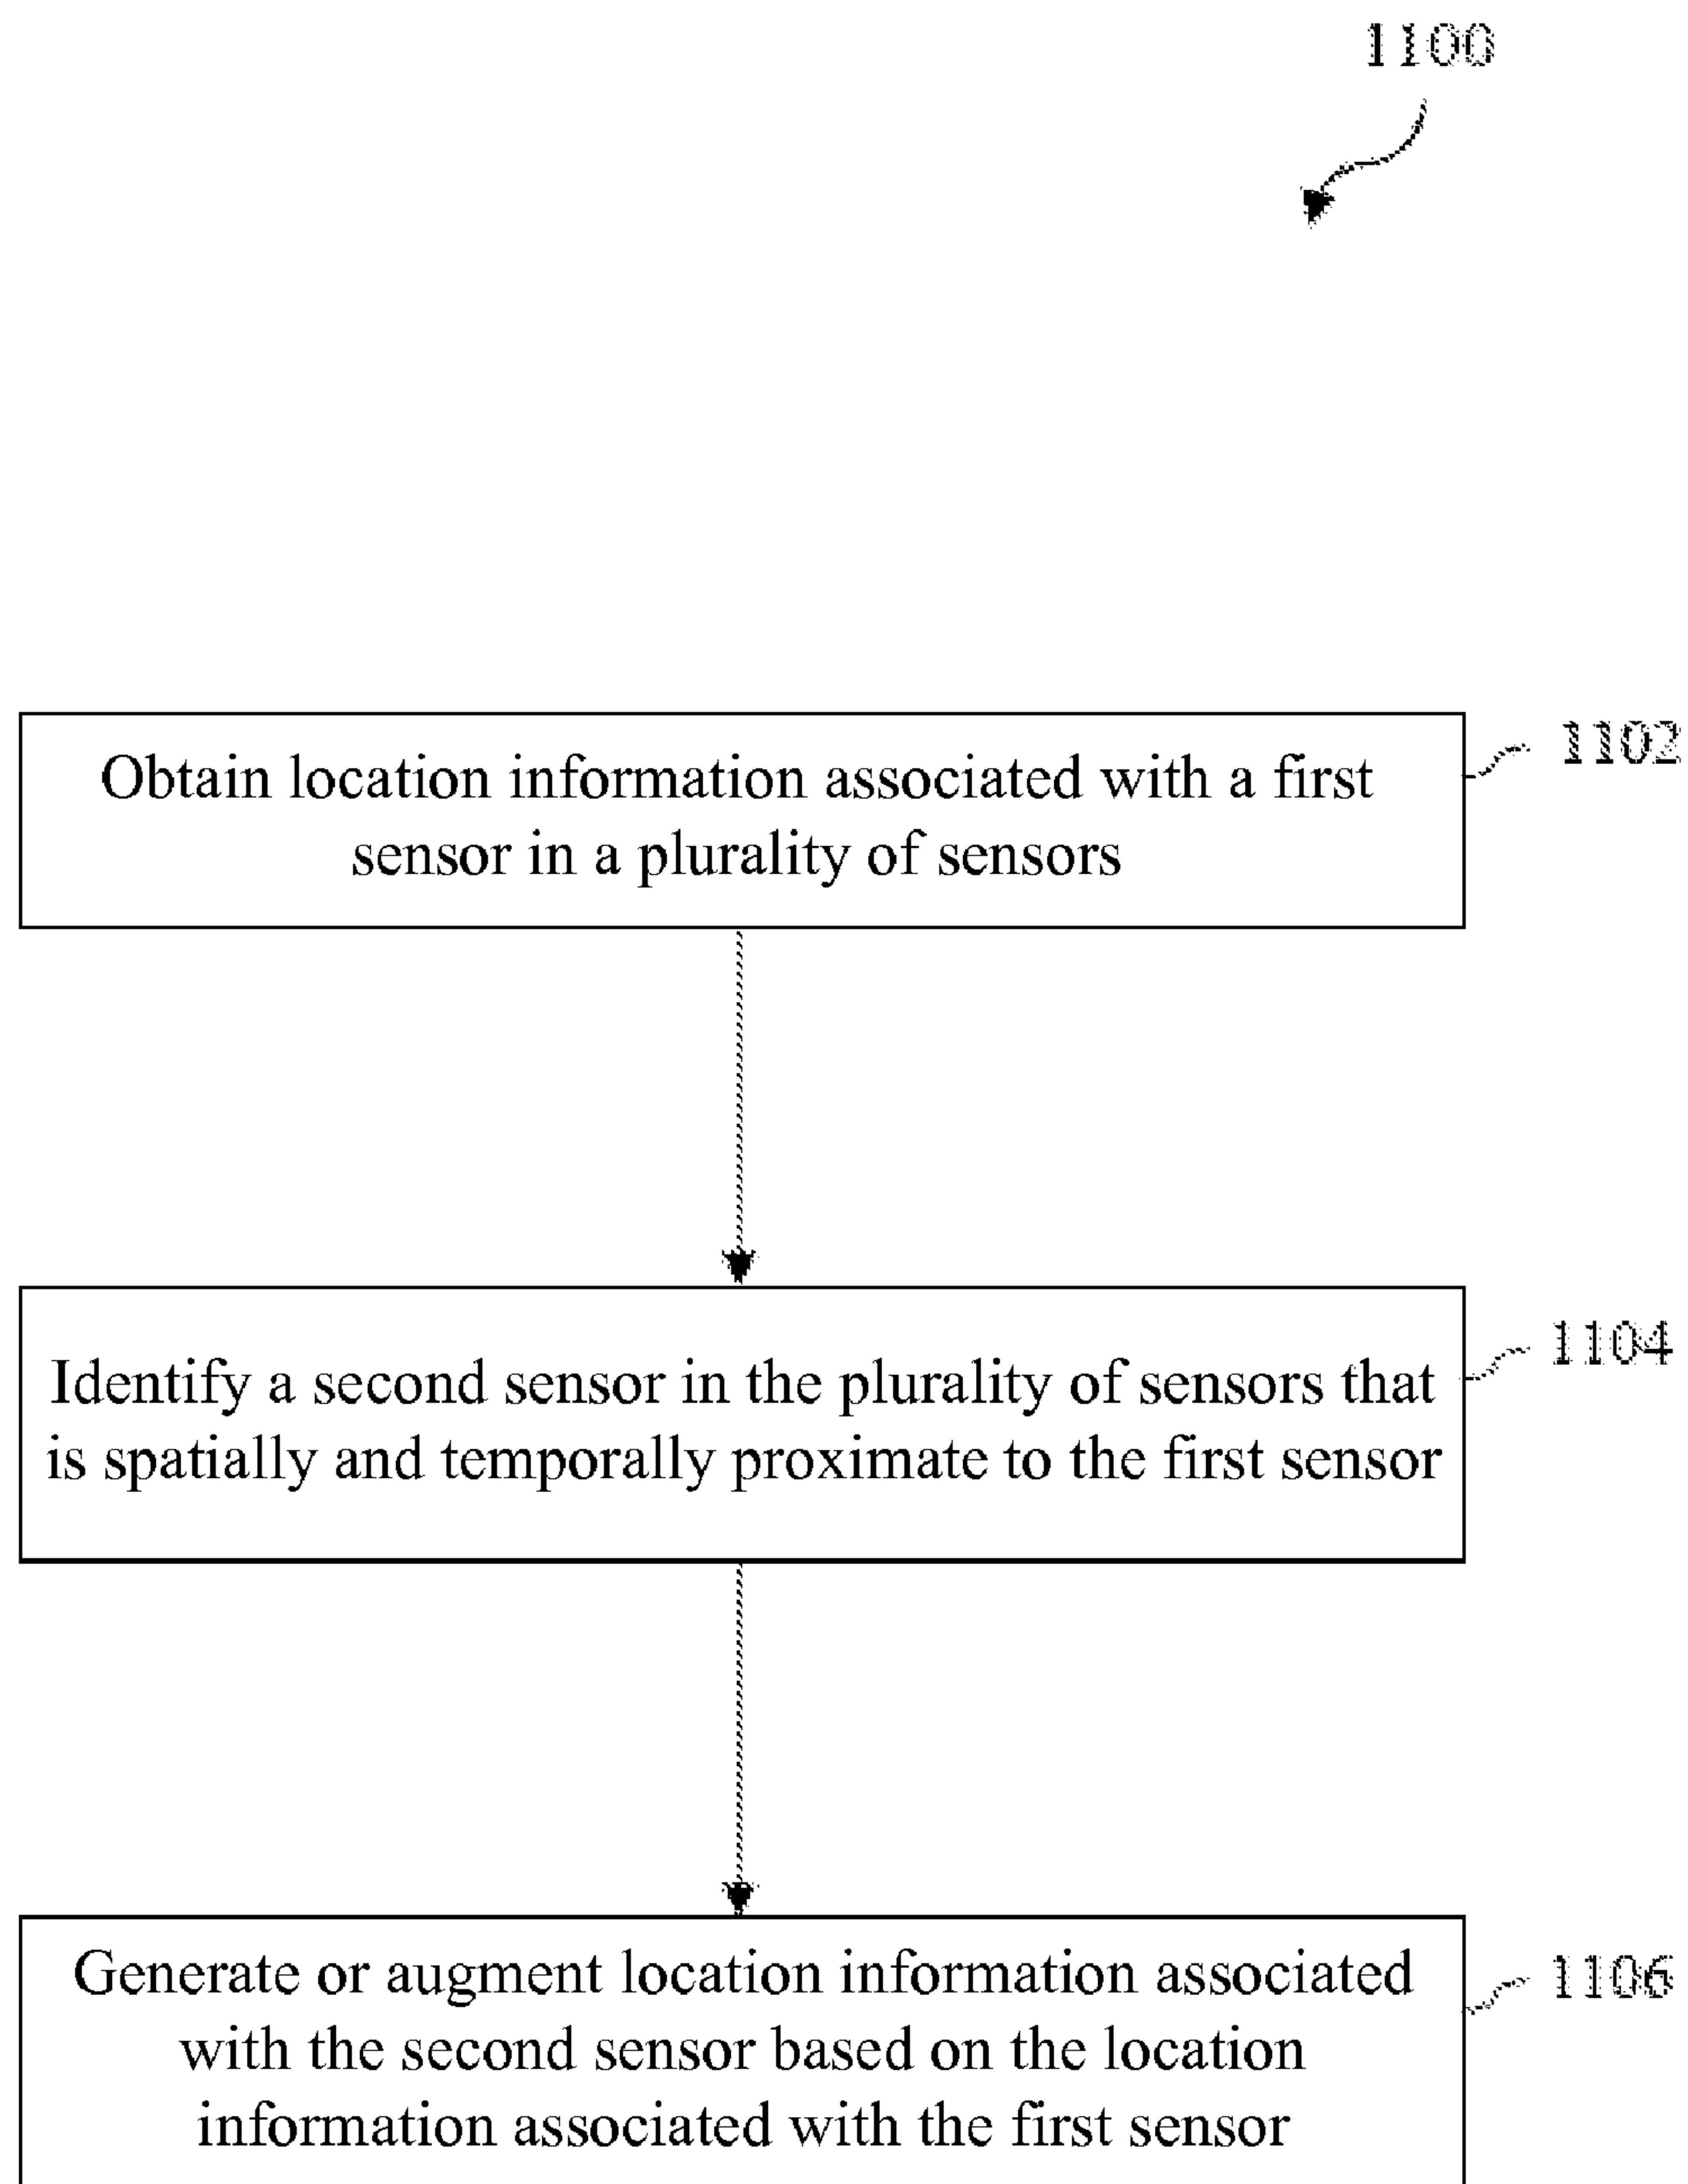 1100
Obtain location information associated with a first
sensor in a plurality of sensors
1102
Identify a second sensor in the plurality of sensors that
is spatially and temporally proximate to the first sensor
1104
Generate or augment location information associated
with the second sensor based on the location
information associated with the first sensor
1106